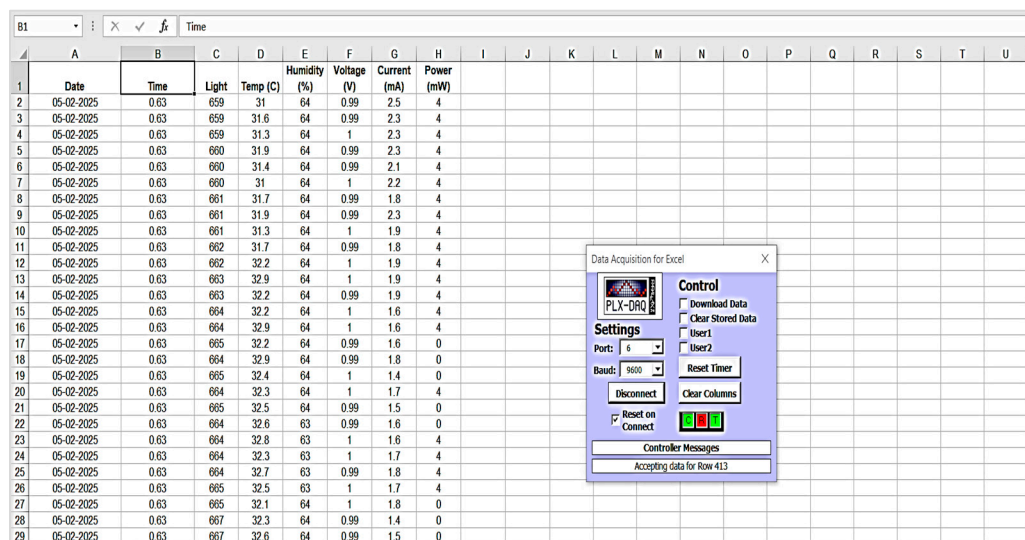 B1 fx Time
A B C D E F G H I J K L M N O P Q R S T U
1 Date Time Light Temp (C) Humidity (%) Voltage (V) Current (mA) Power (mW)
2 05-02-2025 0.63 659 31 64 0.99 2.5 4
3 05-02-2025 0.63 659 31.6 64 0.99 2.3 4
4 05-02-2025 0.63 659 31.3 64 1 2.3 4
5 05-02-2025 0.63 660 31.9 64 0.99 2.3 4
6 05-02-2025 0.63 660 31.4 64 0.99 2.1 4
7 05-02-2025 0.63 660 31 64 1 2.2 4
8 05-02-2025 0.63 661 31.7 64 0.99 1.8 4
9 05-02-2025 0.63 661 31.9 64 0.99 2.3 4
10 05-02-2025 0.63 661 31.3 64 1 1.9 4
11 05-02-2025 0.63 662 31.7 64 0.99 1.8 4
12 05-02-2025 0.63 662 32.2 64 1 1.9 4
13 05-02-2025 0.63 663 32.9 64 1 1.9 4
14 05-02-2025 0.63 663 32.2 64 0.99 1.9 4
15 05-02-2025 0.63 664 32.2 64 1 1.6 4
16 05-02-2025 0.63 664 32.9 64 1 1.6 4
17 05-02-2025 0.63 665 32.2 64 0.99 1.6 0
18 05-02-2025 0.63 664 32.9 64 0.99 1.8 0
19 05-02-2025 0.63 665 32.4 64 1 1.4 0
20 05-02-2025 0.63 664 32.3 64 1 1.7 4
21 05-02-2025 0.63 665 32.5 64 0.99 1.5 0
22 05-02-2025 0.63 664 32.6 63 0.99 1.6 0
23 05-02-2025 0.63 664 32.8 63 1 1.6 4
24 05-02-2025 0.63 664 32.3 63 1 1.7 4
25 05-02-2025 0.63 664 32.7 63 0.99 1.8 4
26 05-02-2025 0.63 665 32.5 63 1 1.7 4
27 05-02-2025 0.63 665 32.1 64 1 1.8 0
28 05-02-2025 0.63 667 32.3 64 0.99 1.4 0
29 05-02-2025 0.63 667 32.6 64 0.99 1.5 0
Data Acquisition for Excel X
PLX-DAQ
Control
Download Data
Clear Stored Data
User1
User2
Settings
Port: 6
Baud: 9600
Reset Timer
Disconnect
Clear Columns
Reset on
Connect
C R T
Controller Messages
Accepting data for Row 413